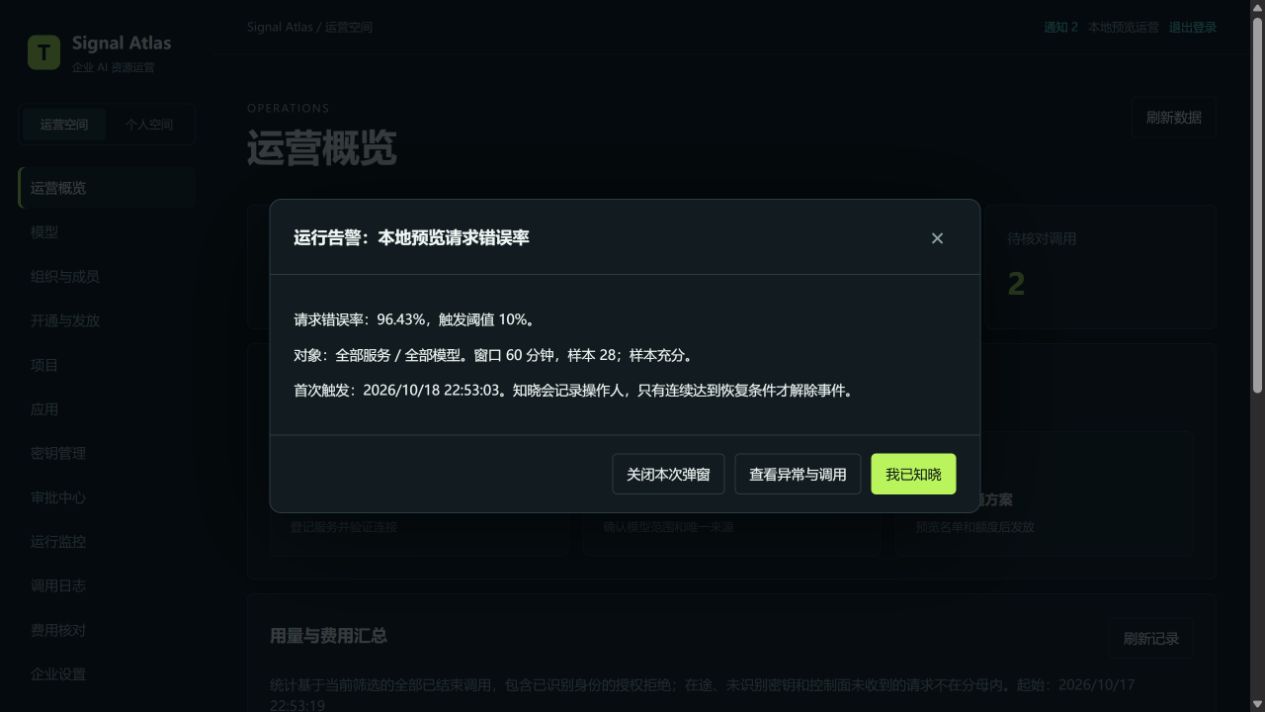 Signal Atlas / 运营空间
通知 2 本地预览运营 退出登录
T
Signal Atlas
企业 AI 资源运营
运营空间 个人空间
运营概览
模型
组织与成员
开通与发放
项目
应用
密钥管理
审批中心
运行监控
调用日志
费用核对
企业设置
OPERATIONS
运营概览
刷新数据
待核对调用
2
运行告警：本地预览请求错误率
×
请求错误率：96.43%，触发阈值 10%。
对象：全部服务 / 全部模型。窗口 60 分钟，样本 28；样本充分。
首次触发：2026/10/18 22:53:03。知晓会记录操作人，只有连续达到恢复条件才解除事件。
关闭本次弹窗 查看异常与调用 我已知晓
方案
登记服务并验证连接 确认模型范围和唯一来源 预览名单和额度后发放
用量与费用汇总
刷新记录
统计基于当前筛选的全部已结束调用，包含已识别身份的授权拒绝；在途、未识别密钥和控制面未收到的请求不在分母内。起始：2026/10/17
22:53:19